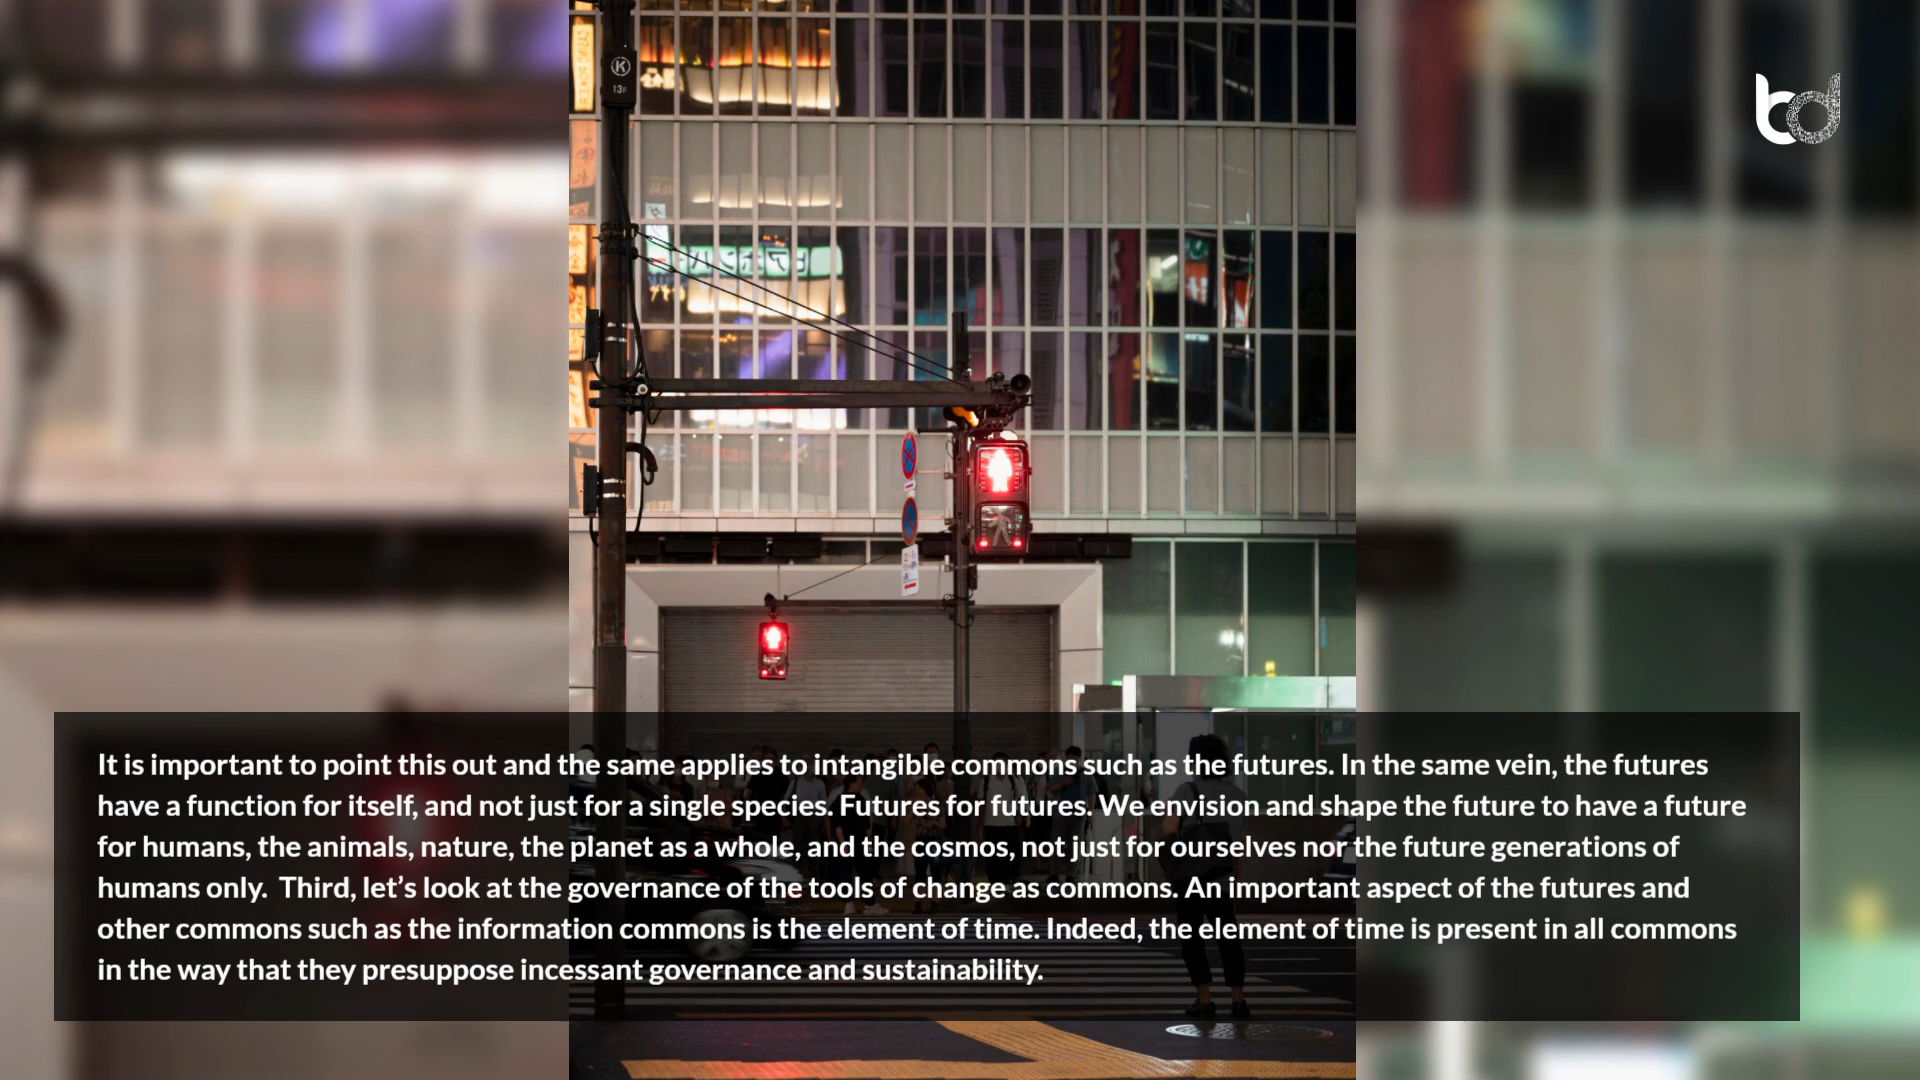 K
13F
bd
It is important to point this out and the same applies to intangible commons such as the futures. In the same vein, the futures
have a function for itself, and not just for a single species. Futures for futures. We envision and shape the future to have a future
for humans, the animals, nature, the planet as a whole, and the cosmos, not just for ourselves nor the future generations of
humans only.  Third, let’s look at the governance of the tools of change as commons. An important aspect of the futures and
other commons such as the information commons is the element of time. Indeed, the element of time is present in all commons
in the way that they presuppose incessant governance and sustainability.